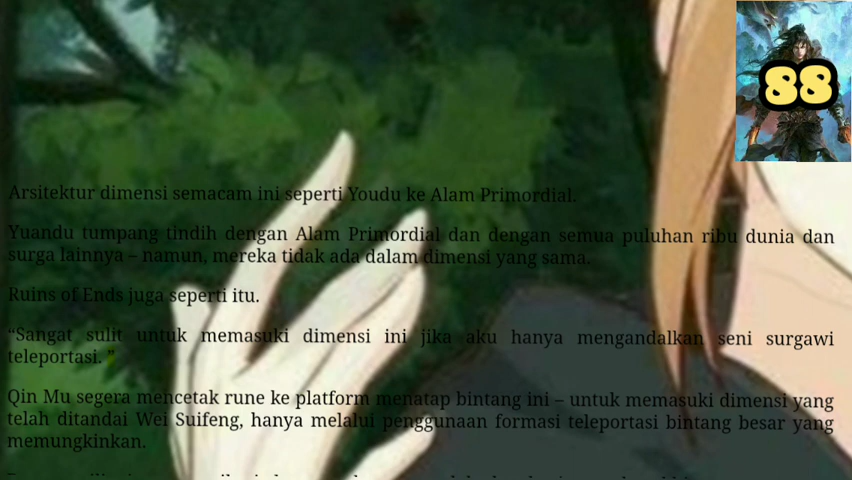 88
Arsitektur dimensi semacam ini seperti Youdu ke Alam Primordial.
Yuandu tumpang tindih dengan Alam Primordial dan dengan semua puluhan ribu dunia dan
surga lainnya – namun, mereka tidak ada dalam dimensi yang sama.
Ruins of Ends juga seperti itu.
“Sangat sulit untuk memasuki dimensi ini jika aku hanya mengandalkan seni surgawi
teleportasi. ”
Qin Mu segera mencetak rune ke platform menatap bintang ini – untuk memasuki dimensi yang
telah ditandai Wei Suifeng, hanya melalui penggunaan formasi teleportasi bintang besar yang
memungkinkan.